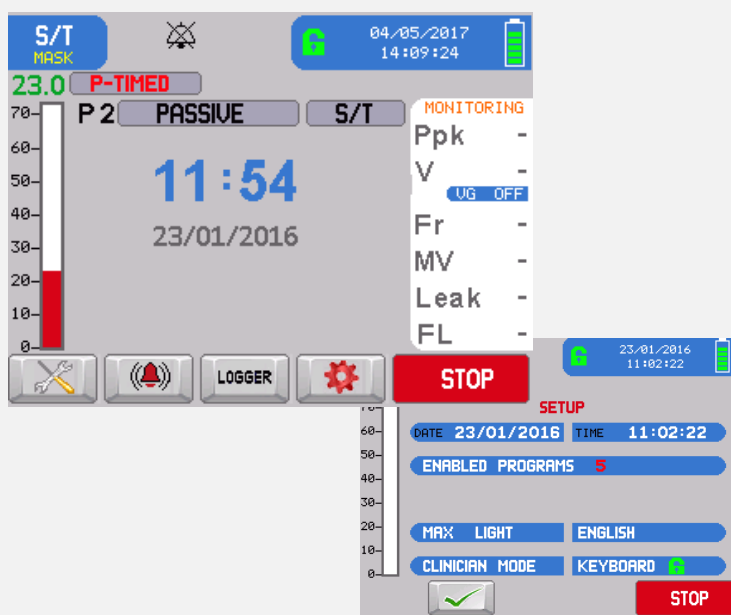 S/T
MASK
04/05/2017
14:09:24
23.0 P-TIMED
P 2 PASSIVE S/T
70-
60-
50-
40-
30-
20-
10-
0-
11:54
23/01/2016
MONITORING
Ppk -
V -
VG OFF
Fr -
MV -
Leak -
FL -
LOGGER
STOP
23/01/2016
11:02:22
SETUP
60-
50-
40-
30-
20-
10-
0-
DATE 23/01/2016 TIME 11:02:22
ENABLED PROGRAMS 5
MAX LIGHT ENGLISH
CLINICIAN MODE KEYBOARD
STOP